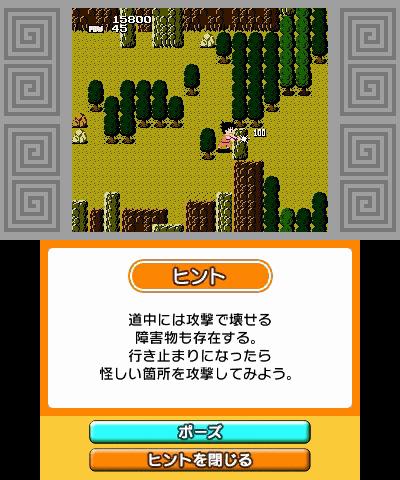 15800
POW 45
100
ヒント
道中には攻撃で壊せる
障害物も存在する。
行き止まりになったら
怪しい箇所を攻撃してみよう。
ポーズ
ヒントを閉じる